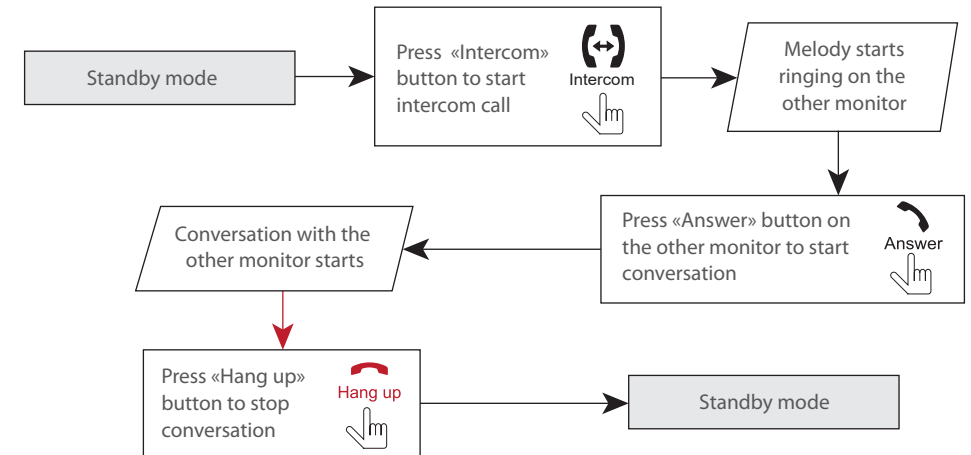 Standby mode
Press «Intercom»
button to start
intercom call
Intercom
Melody starts
ringing on the
other monitor
Press «Answer» button on
the other monitor to start
conversation
Answer
Conversation with the
other monitor starts
Press «Hang up»
button to stop
conversation
Hang up
Standby mode